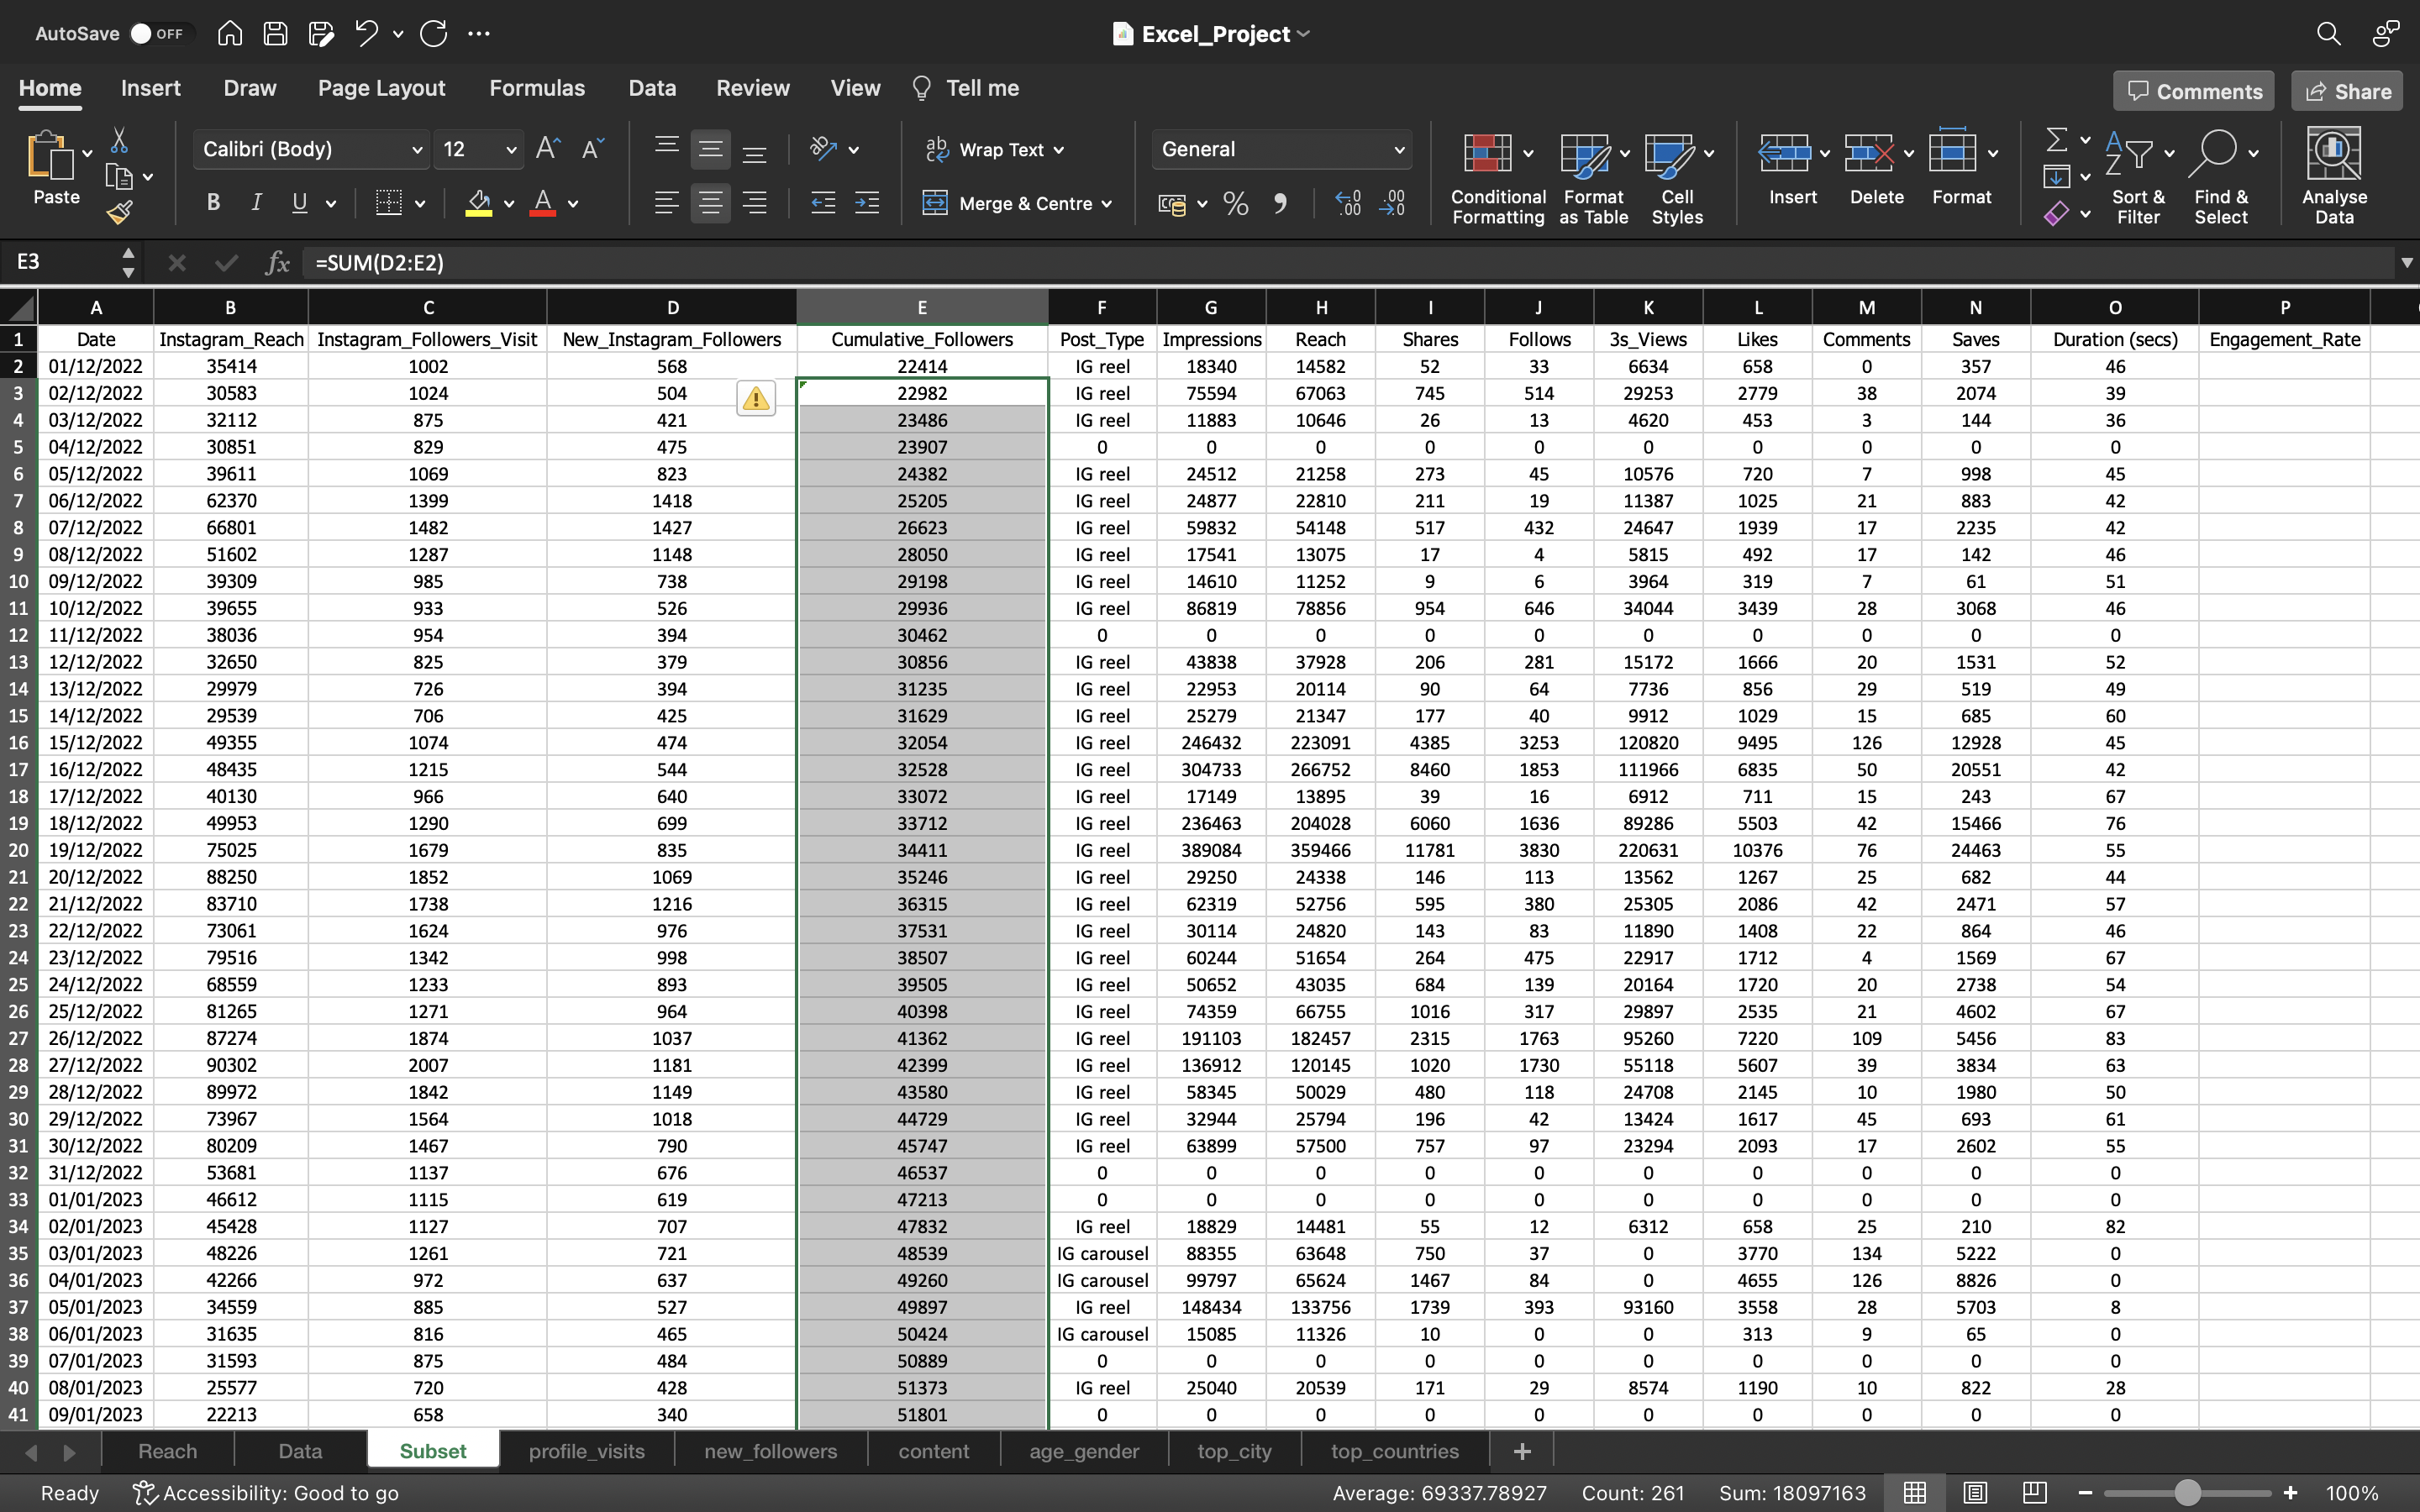 AutoSave OFF
Excel_Project
Home Insert Draw Page Layout Formulas Data Review View Tell me Comments Share
Paste Calibri (Body) 12 Wrap Text General Conditional Formatting Format as Table Cell Styles Insert Delete Format Sort & Filter Find & Select Analyse Data
B I U Merge & Centre
E3 fx =SUM(D2:E2)
A B C D E F G H I J K L M N O P
1 Date Instagram_Reach Instagram_Followers_Visit New_Instagram_Followers Cumulative_Followers Post_Type Impressions Reach Shares Follows 3s_Views Likes Comments Saves Duration (secs) Engagement_Rate
2 01/12/2022 35414 1002 568 22414 IG reel 18340 14582 52 33 6634 658 0 357 46
3 02/12/2022 30583 1024 504 22982 IG reel 75594 67063 745 514 29253 2779 38 2074 39
4 03/12/2022 32112 875 421 23486 IG reel 11883 10646 26 13 4620 453 3 144 36
5 04/12/2022 30851 829 475 23907 0 0 0 0 0 0 0 0 0 0
6 05/12/2022 39611 1069 823 24382 IG reel 24512 21258 273 45 10576 720 7 998 45
7 06/12/2022 62370 1399 1418 25205 IG reel 24877 22810 211 19 11387 1025 21 883 42
8 07/12/2022 66801 1482 1427 26623 IG reel 59832 54148 517 432 24647 1939 17 2235 42
9 08/12/2022 51602 1287 1148 28050 IG reel 17541 13075 17 4 5815 492 17 142 46
10 09/12/2022 39309 985 738 29198 IG reel 14610 11252 9 6 3964 319 7 61 51
11 10/12/2022 39655 933 526 29936 IG reel 86819 78856 954 646 34044 3439 28 3068 46
12 11/12/2022 38036 954 394 30462 0 0 0 0 0 0 0 0 0 0
13 12/12/2022 32650 825 379 30856 IG reel 43838 37928 206 281 15172 1666 20 1531 52
14 13/12/2022 29979 726 394 31235 IG reel 22953 20114 90 64 7736 856 29 519 49
15 14/12/2022 29539 706 425 31629 IG reel 25279 21347 177 40 9912 1029 15 685 60
16 15/12/2022 49355 1074 474 32054 IG reel 246432 223091 4385 3253 120820 9495 126 12928 45
17 16/12/2022 48435 1215 544 32528 IG reel 304733 266752 8460 1853 111966 6835 50 20551 42
18 17/12/2022 40130 966 640 33072 IG reel 17149 13895 39 16 6912 711 15 243 67
19 18/12/2022 49953 1290 699 33712 IG reel 236463 204028 6060 1636 89286 5503 42 15466 76
20 19/12/2022 75025 1679 835 34411 IG reel 389084 359466 11781 3830 220631 10376 76 24463 55
21 20/12/2022 88250 1852 1069 35246 IG reel 29250 24338 146 113 13562 1267 25 682 44
22 21/12/2022 83710 1738 1216 36315 IG reel 62319 52756 595 380 25305 2086 42 2471 57
23 22/12/2022 73061 1624 976 37531 IG reel 30114 24820 143 83 11890 1408 22 864 46
24 23/12/2022 79516 1342 998 38507 IG reel 60244 51654 264 475 22917 1712 4 1569 67
25 24/12/2022 68559 1233 893 39505 IG reel 50652 43035 684 139 20164 1720 20 2738 54
26 25/12/2022 81265 1271 964 40398 IG reel 74359 66755 1016 317 29897 2535 21 4602 67
27 26/12/2022 87274 1874 1037 41362 IG reel 191103 182457 2315 1763 95260 7220 109 5456 83
28 27/12/2022 90302 2007 1181 42399 IG reel 136912 120145 1020 1730 55118 5607 39 3834 63
29 28/12/2022 89972 1842 1149 43580 IG reel 58345 50029 480 118 24708 2145 10 1980 50
30 29/12/2022 73967 1564 1018 44729 IG reel 32944 25794 196 42 13424 1617 45 693 61
31 30/12/2022 80209 1467 790 45747 IG reel 63899 57500 757 97 23294 2093 17 2602 55
32 31/12/2022 53681 1137 676 46537 0 0 0 0 0 0 0 0 0 0
33 01/01/2023 46612 1115 619 47213 0 0 0 0 0 0 0 0 0 0
34 02/01/2023 45428 1127 707 47832 IG reel 18829 14481 55 12 6312 658 25 210 82
35 03/01/2023 48226 1261 721 48539 IG carousel 88355 63648 750 37 0 3770 134 5222 0
36 04/01/2023 42266 972 637 49260 IG carousel 99797 65624 1467 84 0 4655 126 8826 0
37 05/01/2023 34559 885 527 49897 IG reel 148434 133756 1739 393 93160 3558 28 5703 8
38 06/01/2023 31635 816 465 50424 IG carousel 15085 11326 10 0 0 313 9 65 0
39 07/01/2023 31593 875 484 50889 0 0 0 0 0 0 0 0 0 0
40 08/01/2023 25577 720 428 51373 IG reel 25040 20539 171 29 8574 1190 10 822 28
41 09/01/2023 22213 658 340 51801 0 0 0 0 0 0 0 0 0 0
Reach Data Subset profile_visits new_followers content age_gender top_city top_countries +
Ready Accessibility: Good to go Average: 69337.78927 Count: 261 Sum: 18097163 100%